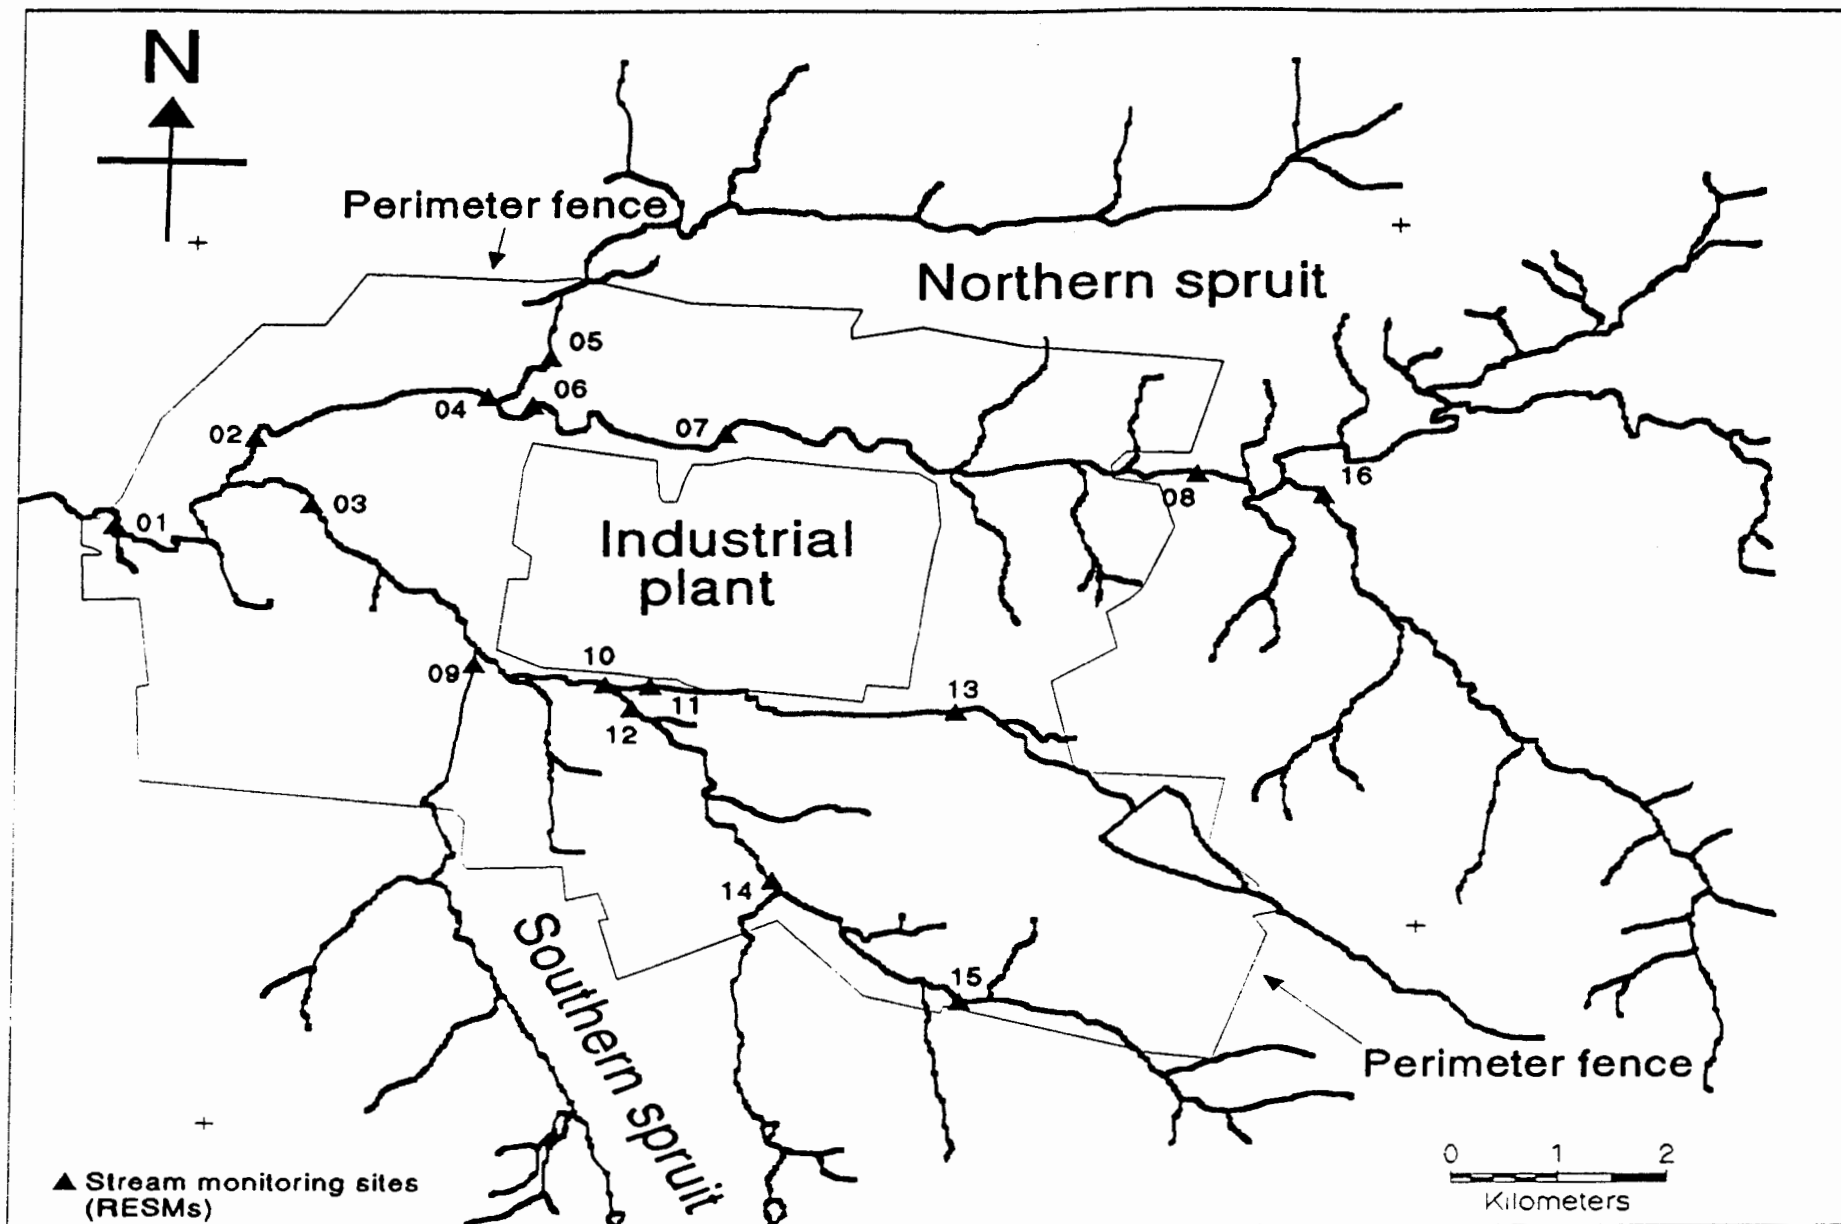 N
Perimeter fence
Northern spruit
05
06
04
07
02
16
08
03
01
Industrial
plant
10
09
13
11
12
14
15
Southern spruit
Perimeter fence
0 1 2
Kilometers
▲ Stream monitoring sites
(RESMs)